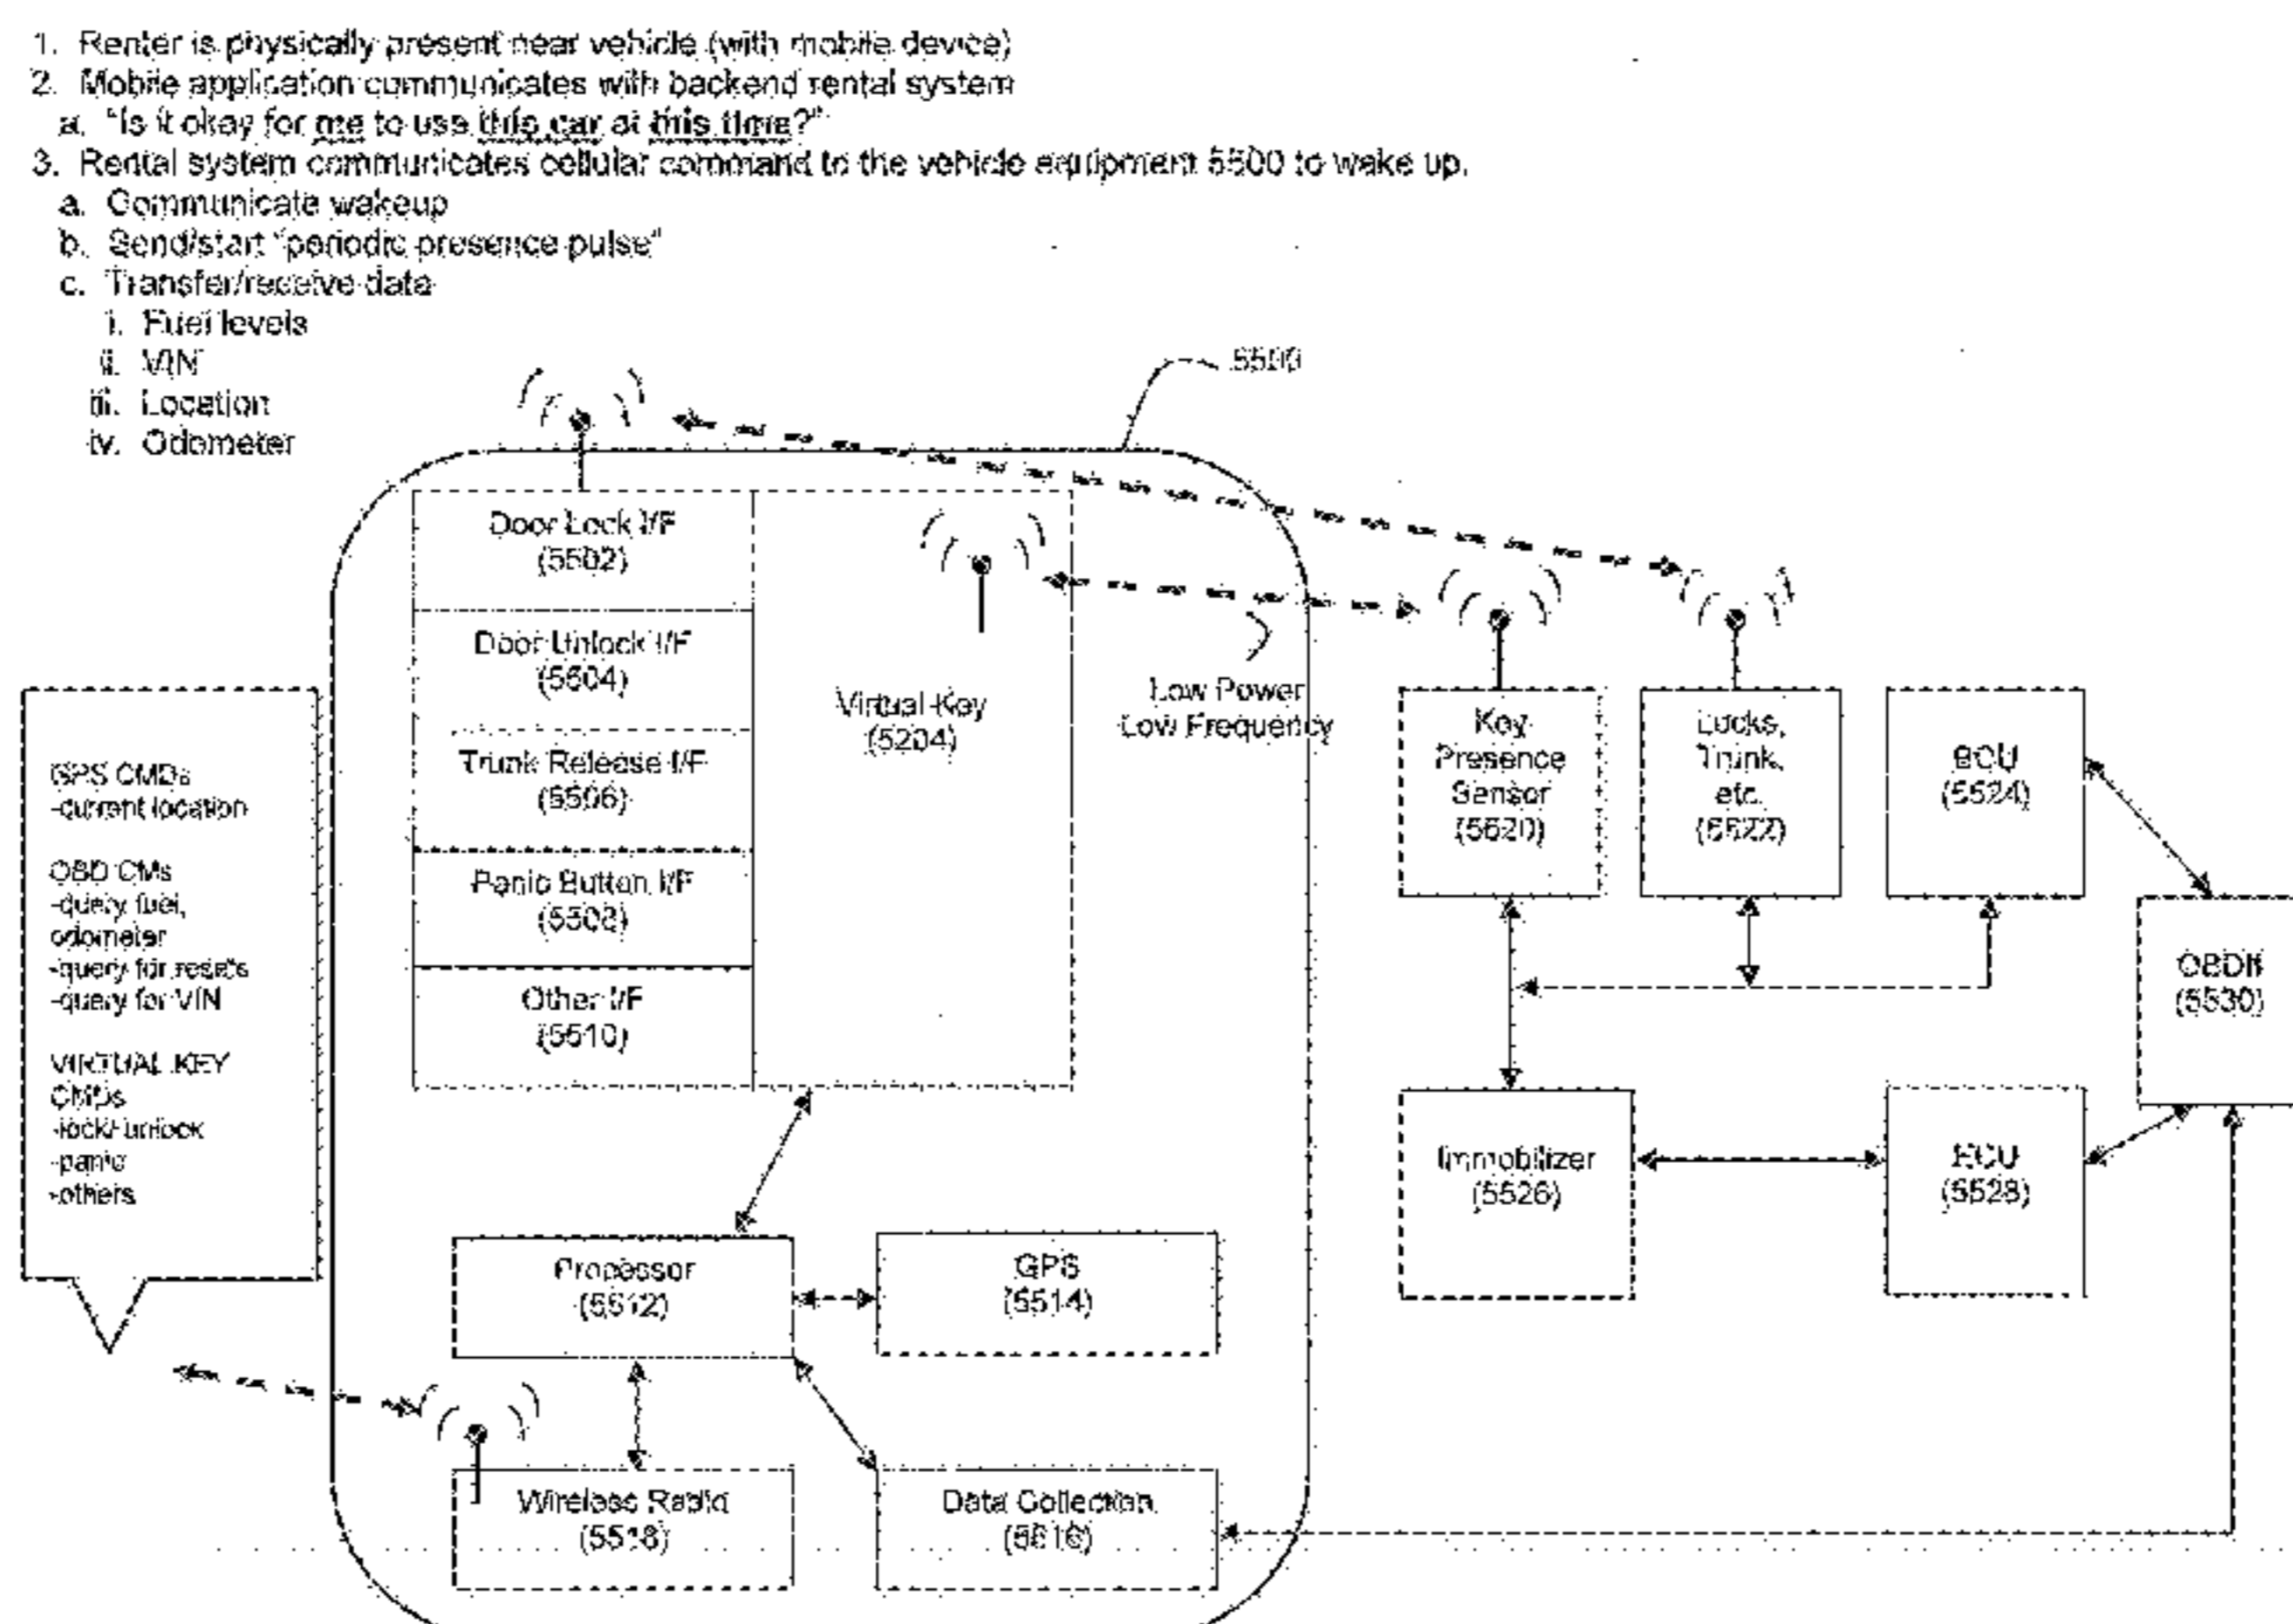 1. Renter is physically present near vehicle (with mobile device)
2. Mobile application communicates with backend rental system
a. "Is it okay for me to use this car at this time?"
3. Rental system communicates cellular command to the vehicle equipment 5500 to wake up.
a. Communicate wakeup
b. Send/start "periodic presence pulse"
c. Transfer/receive data
i. Fuel levels
ii. VIN
iii. Location
iv. Odometer
5500
Door Lock I/F
(5502)
Door Unlock I/F
(5504)
Trunk Release I/F
(5506)
Panic Button I/F
(5508)
Other I/F
(5510)
Virtual Key
(5204)
Low Power
Low Frequency
Key
Presence
Sensor
(5520)
Locks,
Trunk,
etc.
(5522)
BCU
(5524)
OBDII
(5530)
Immobilizer
(5526)
ECU
(5528)
GPS CMDs
-current location
OBD CMs
-query fuel,
odometer
-query for resets
-query for VIN
VIRTUAL KEY
CMDs
-lock/ unlock
-panic
-others
Processor
(5512)
GPS
(5514)
Wireless Radio
(5518)
Data Collection
(5516)